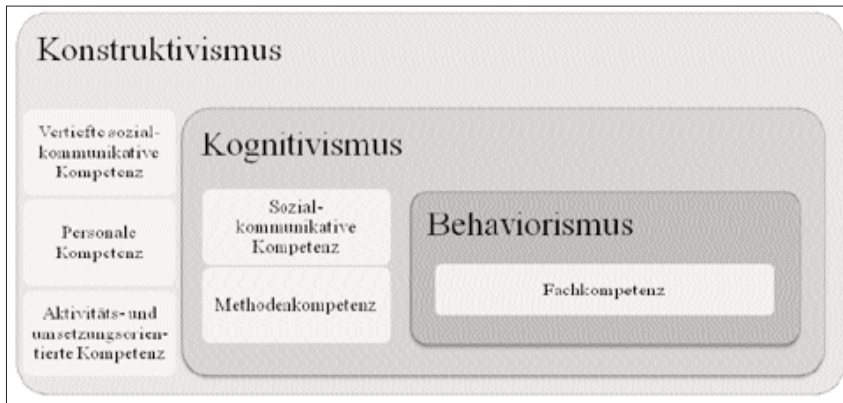 Konstruktivismus
Vertiefte sozial-
kommunikative
Kompetenz
Personale
Kompetenz
Aktivitäts- und
umsetzungsorien-
tierte Kompetenz
Kognitivismus
Sozial-
kommunikative
Kompetenz
Methodenkompetenz
Behaviorismus
Fachkompetenz